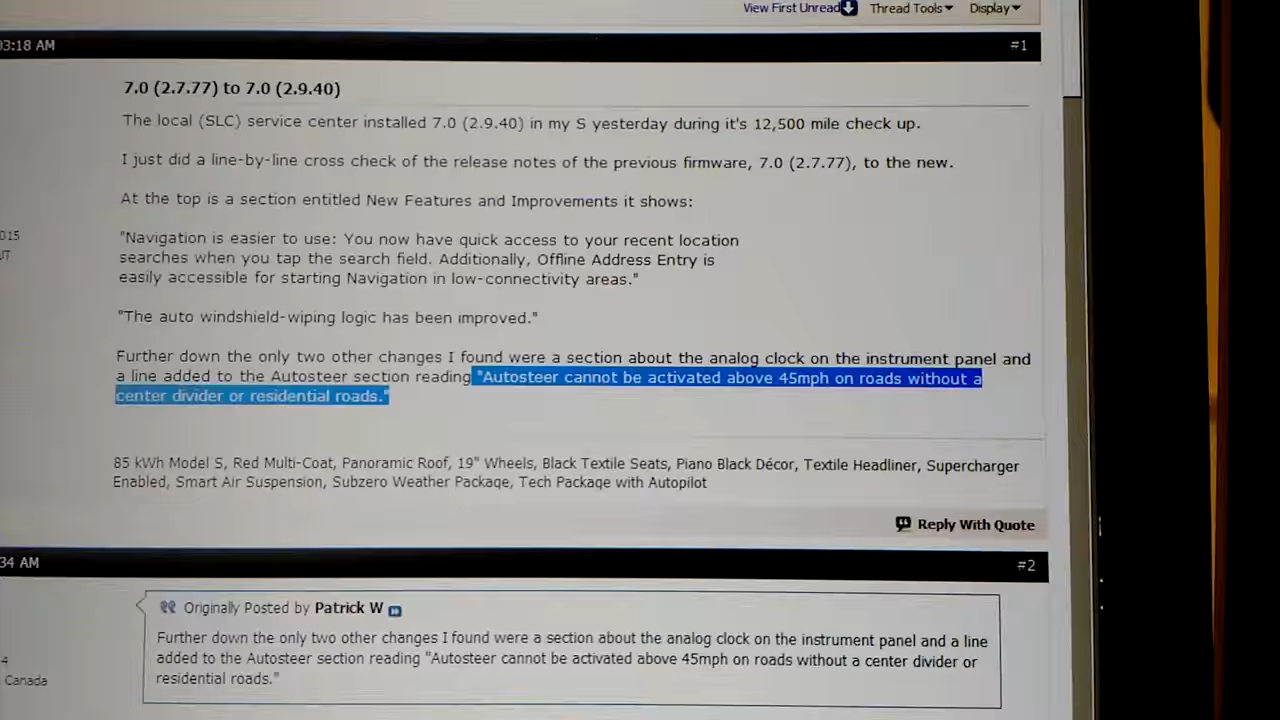 View First Unread Thread Tools Display
03:18 AM #1
7.0 (2.7.77) to 7.0 (2.9.40)
The local (SLC) service center installed 7.0 (2.9.40) in my S yesterday during it's 12,500 mile check up.
I just did a line-by-line cross check of the release notes of the previous firmware, 7.0 (2.7.77), to the new.
At the top is a section entitled New Features and Improvements it shows:
015
UT
"Navigation is easier to use: You now have quick access to your recent location
searches when you tap the search field. Additionally, Offline Address Entry is
easily accessible for starting Navigation in low-connectivity areas."
"The auto windshield-wiping logic has been improved."
Further down the only two other changes I found were a section about the analog clock on the instrument panel and
a line added to the Autosteer section reading "Autosteer cannot be activated above 45mph on roads without a
center divider or residential roads."
85 kWh Model S, Red Multi-Coat, Panoramic Roof, 19" Wheels, Black Textile Seats, Piano Black Décor, Textile Headliner, Supercharger
Enabled, Smart Air Suspension, Subzero Weather Package, Tech Package with Autopilot
Reply With Quote
34 AM #2
Originally Posted by Patrick W
Further down the only two other changes I found were a section about the analog clock on the instrument panel and a line
added to the Autosteer section reading "Autosteer cannot be activated above 45mph on roads without a center divider or
residential roads."
4
Canada